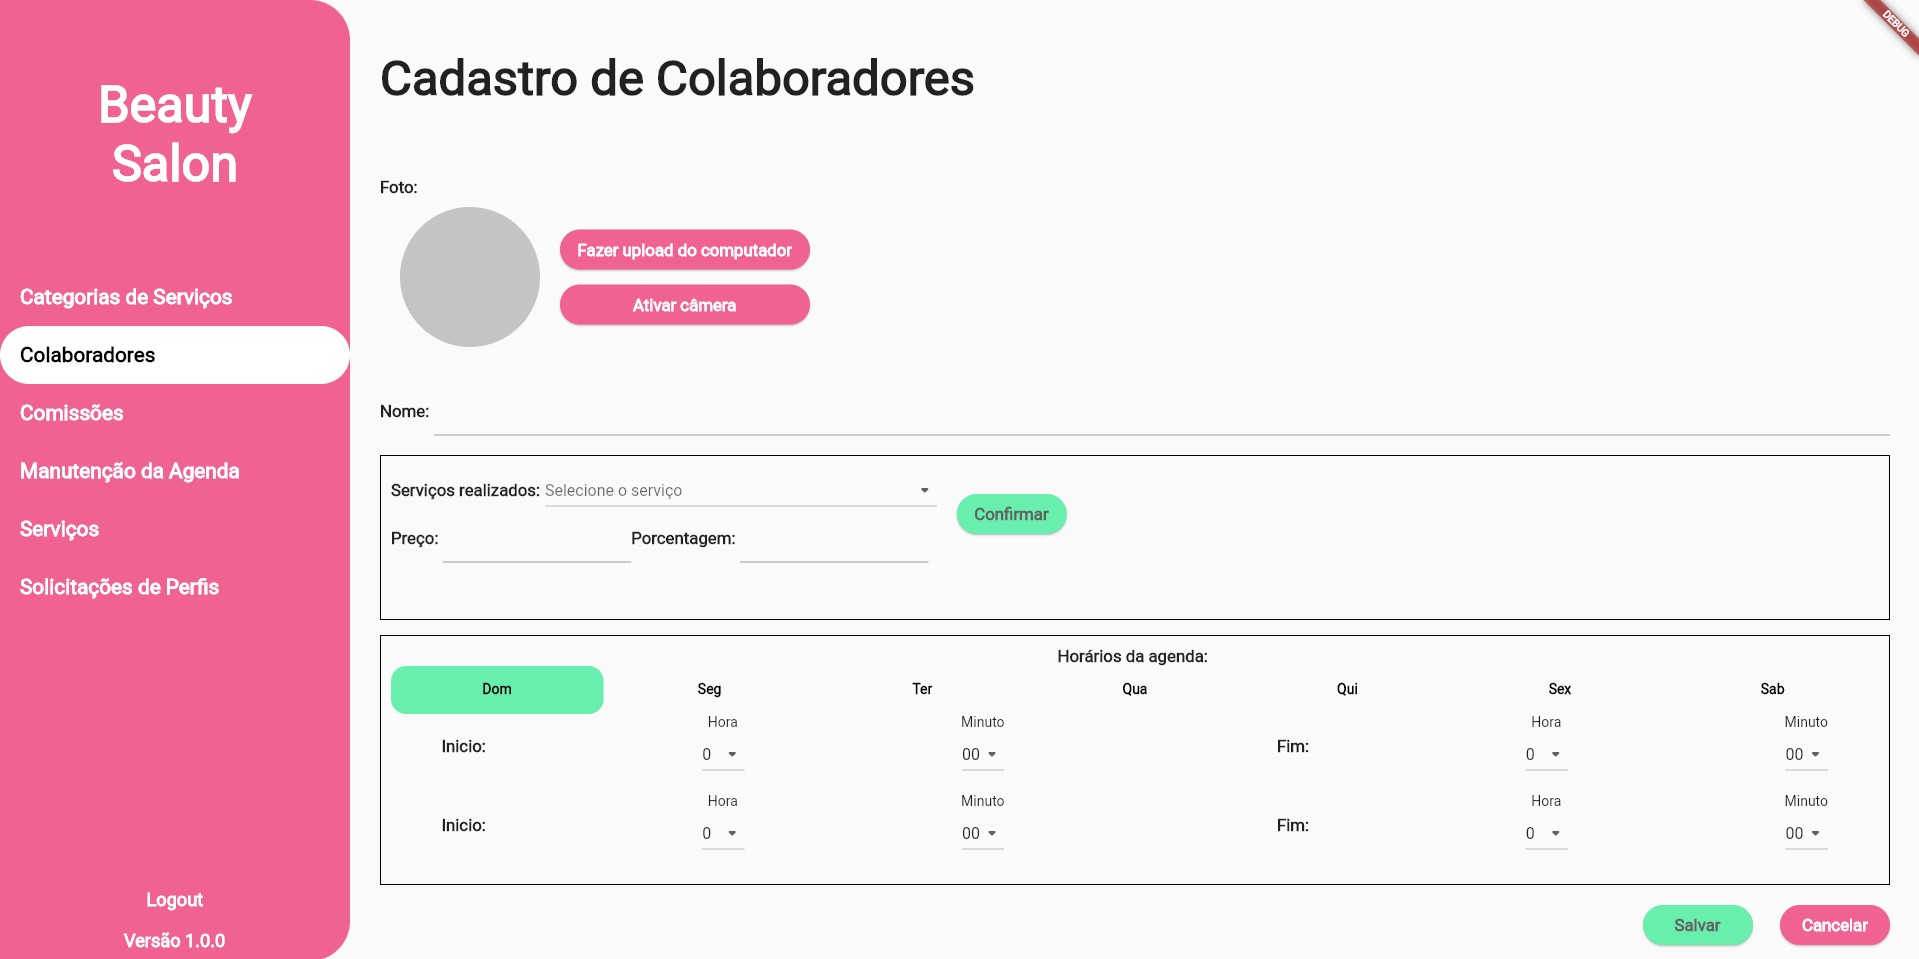 Beauty
Salon
Categorias de Serviços
Colaboradores
Comissões
Manutenção da Agenda
Serviços
Solicitações de Perfis
Logout
Versão 1.0.0
DEBUG
Cadastro de Colaboradores
Foto:
Fazer upload do computador
Ativar câmera
Nome:
Serviços realizados: Selecione o serviço
Confirmar
Preço: Porcentagem:
Horários da agenda:
Dom Seg Ter Qua Qui Sex Sab
Hora Minuto Hora Minuto
Inicio: 0 00 Fim: 0 00
Hora Minuto Hora Minuto
Inicio: 0 00 Fim: 0 00
Salvar Cancelar